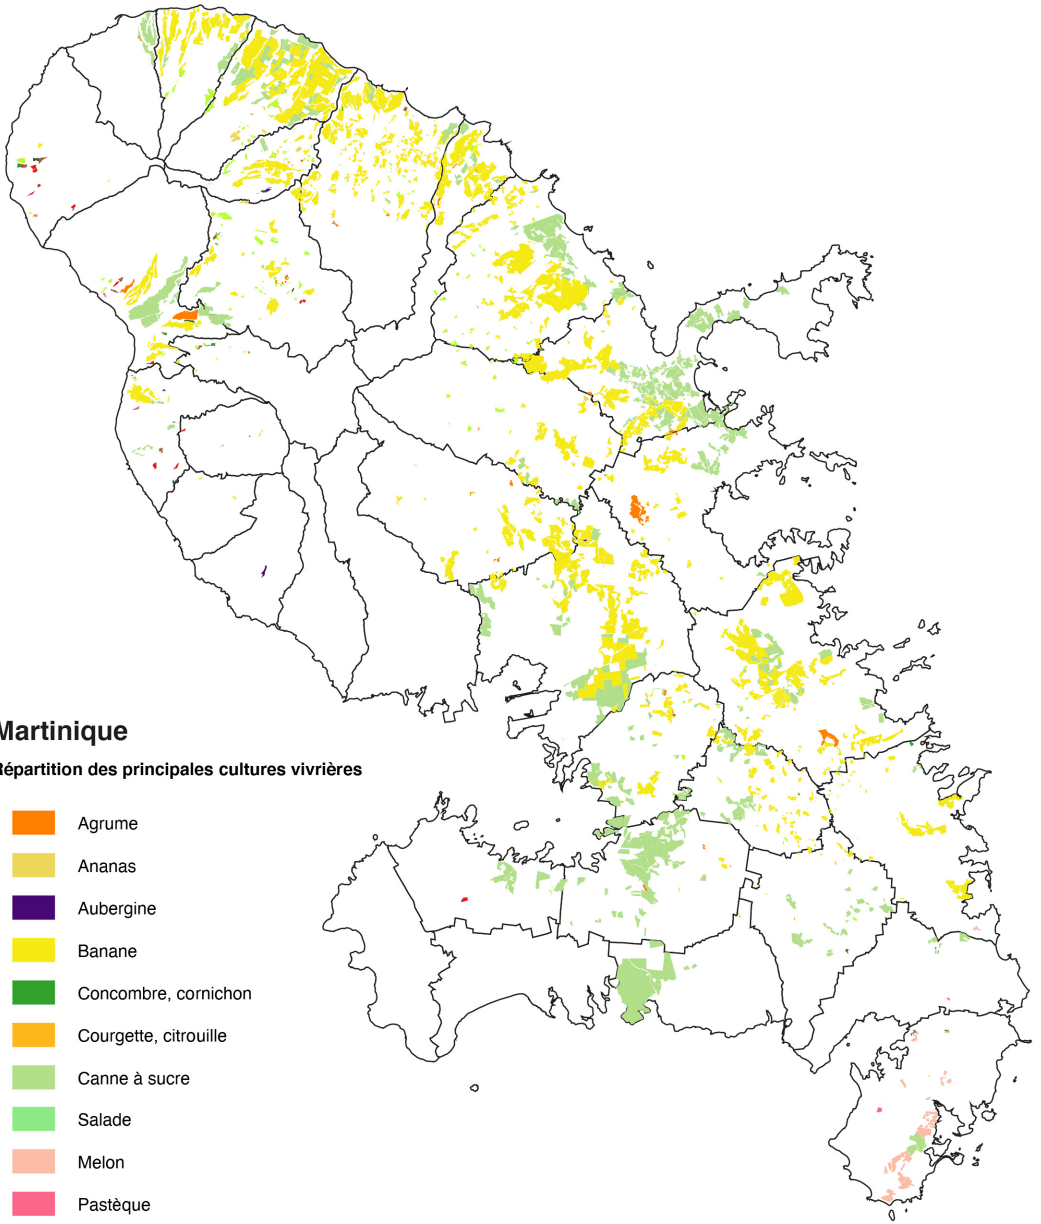 Martinique
Répartition des principales cultures vivrières
Agrume
Ananas
Aubergine
Banane
Concombre, cornichon
Courgette, citrouille
Canne à sucre
Salade
Melon
Pastèque